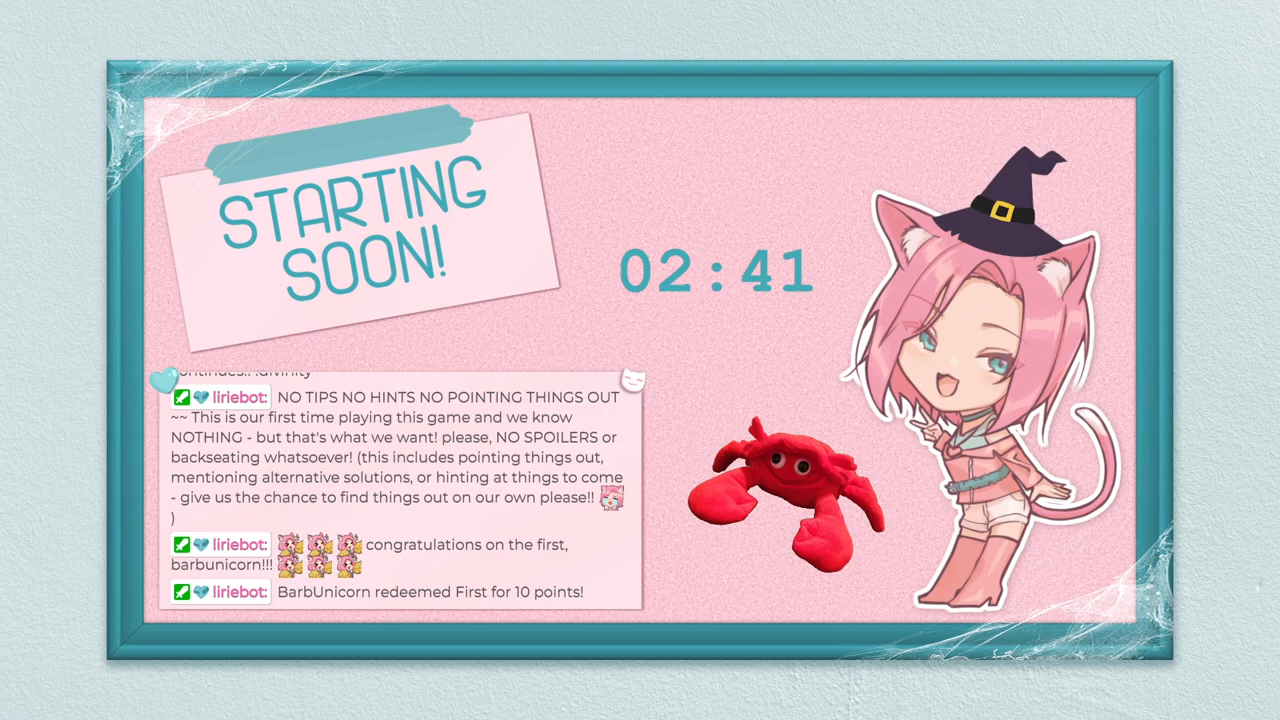 STARTING
SOON!
02:41
continues.. :divinity
liriebot: NO TIPS NO HINTS NO POINTING THINGS OUT
~~ This is our first time playing this game and we know
NOTHING - but that's what we want! please, NO SPOILERS or
backseating whatsoever! (this includes pointing things out,
mentioning alternative solutions, or hinting at things to come
- give us the chance to find things out on our own please!!
)
liriebot: congratulations on the first,
barbunicorn!!!
liriebot: BarbUnicorn redeemed First for 10 points!